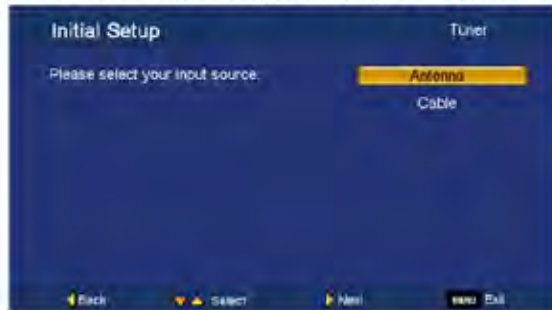 Initial Setup Tuner
Please select your input source. Antenna
Cable
Back Select Next MENU Exit